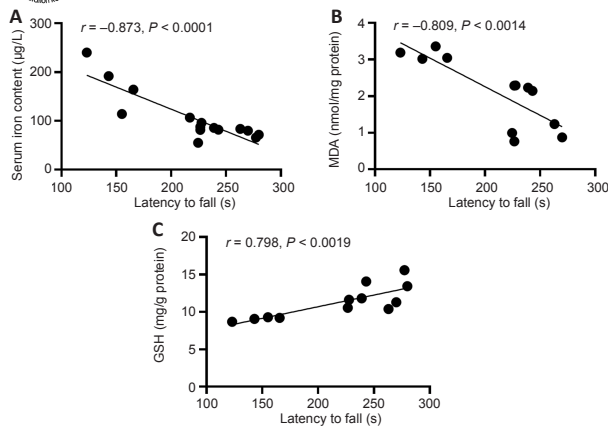 A
r = –0.873, P < 0.0001
Serum iron content (µg/L)
300
200
100
0
100 150 200 250 300
Latency to fall (s)
B
r = –0.809, P < 0.0014
MDA (nmol/mg protein)
4
3
2
1
0
100 150 200 250 300
Latency to fall (s)
C
r = 0.798, P < 0.0019
GSH (mg/g protein)
20
15
10
5
0
100 150 200 250 300
Latency to fall (s)